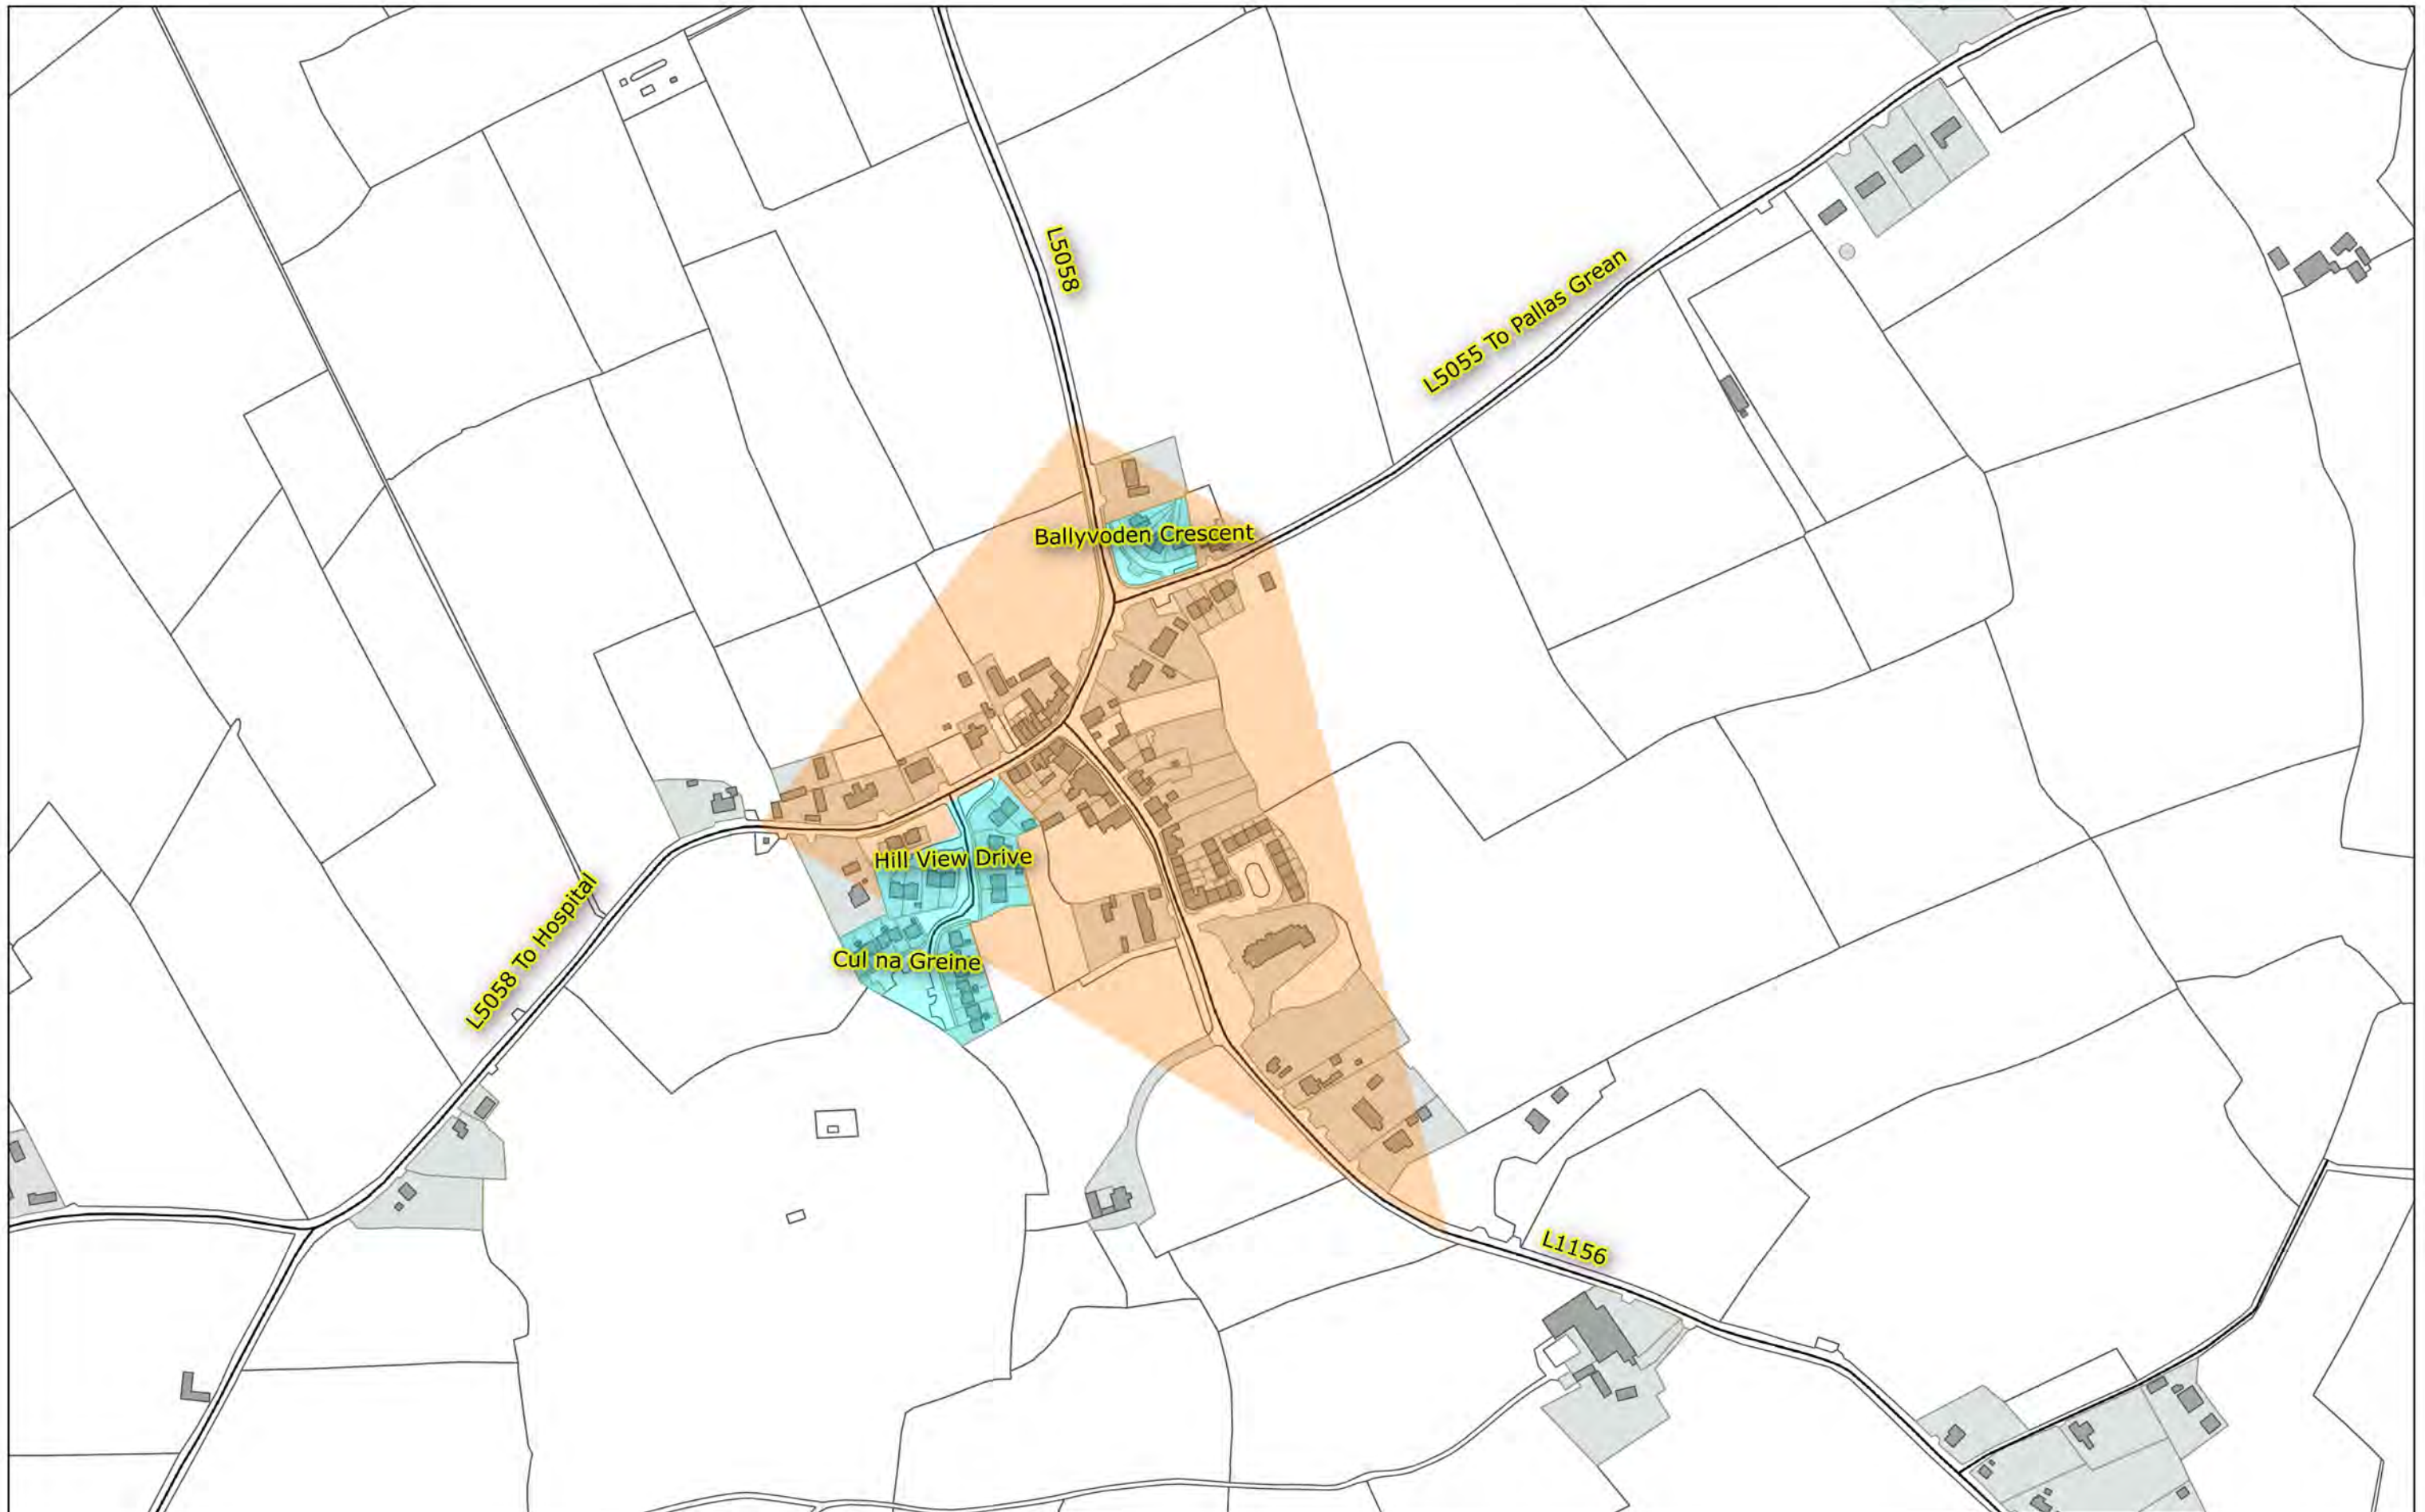 L5058
L5055 To Pallas Grean
Ballyvoden Crescent
Hill View Drive
Cul na Greine
L5058 To Hospital
L1156